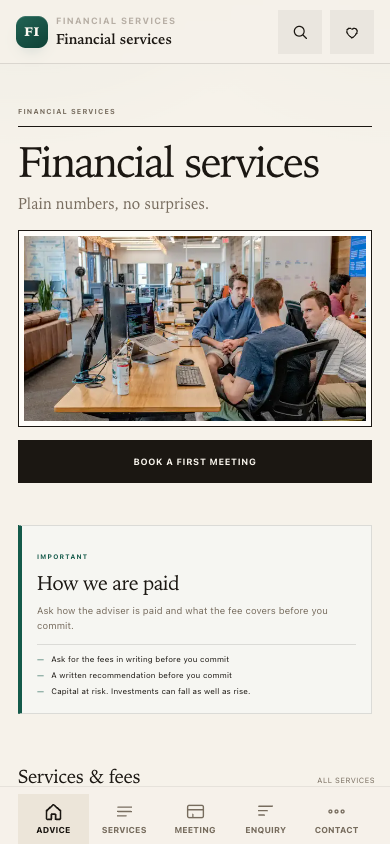 FI
FINANCIAL SERVICES
Financial services
FINANCIAL SERVICES
Financial services
Plain numbers, no surprises.
BOOK A FIRST MEETING
IMPORTANT
How we are paid
Ask how the adviser is paid and what the fee covers before you
commit.
— Ask for the fees in writing before you commit
— A written recommendation before you commit
— Capital at risk. Investments can fall as well as rise.
Services & fees
ALL SERVICES
ADVICE
SERVICES
MEETING
ENQUIRY
CONTACT